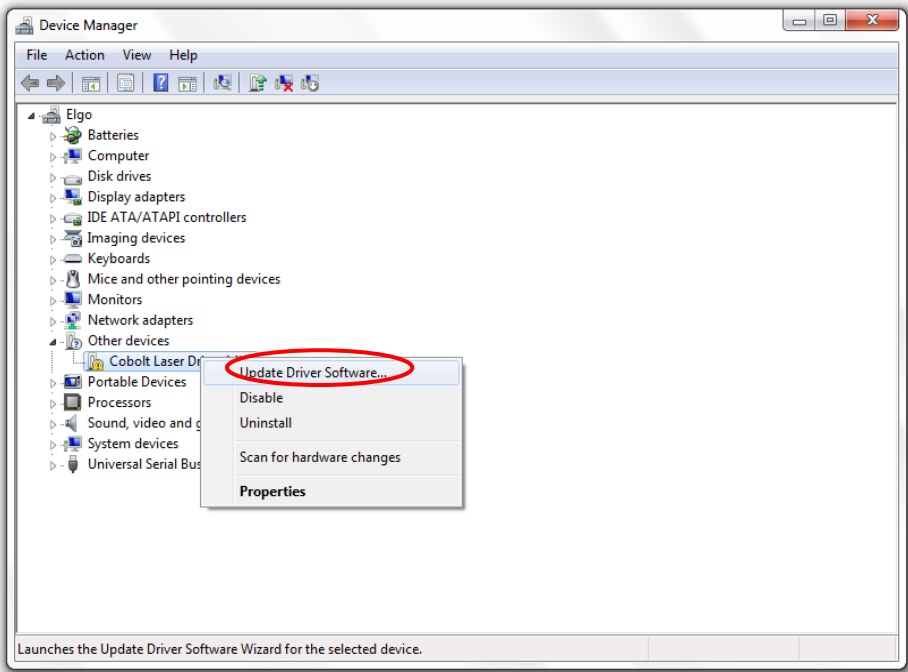 Device Manager
File Action View Help
Elgo
Batteries
Computer
Disk drives
Display adapters
IDE ATA/ATAPI controllers
Imaging devices
Keyboards
Mice and other pointing devices
Monitors
Network adapters
Other devices
Cobolt Laser
Update Driver Software...
Portable Devices
Disable
Processors
Sound, video and
Uninstall
System devices
Universal Serial
Scan for hardware changes
Properties
Launches the Update Driver Software Wizard for the selected device.